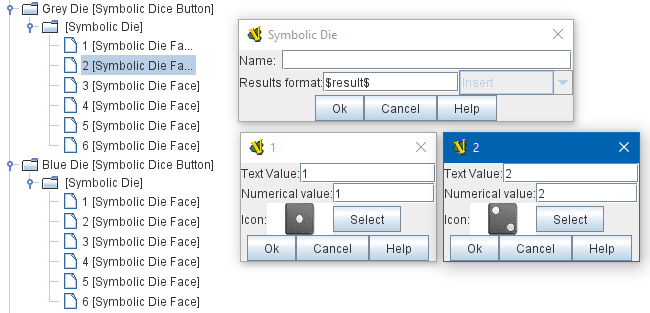 Grey Die [Symbolic Dice Button]
[Symbolic Die]
1 [Symbolic Die Fa...
2 [Symbolic Die Fa...
3 [Symbolic Die Face]
4 [Symbolic Die Face]
5 [Symbolic Die Face]
6 [Symbolic Die Face]
Blue Die [Symbolic Dice Button]
[Symbolic Die]
1 [Symbolic Die Face]
2 [Symbolic Die Face]
3 [Symbolic Die Face]
4 [Symbolic Die Face]
5 [Symbolic Die Face]
6 [Symbolic Die Face]
Symbolic Die
Name:
Results format: $result$ Insert
Ok Cancel Help
1
Text Value: 1
Numerical value: 1
Icon: Select
Ok Cancel Help
2
Text Value: 2
Numerical value: 2
Icon: Select
Ok Cancel Help